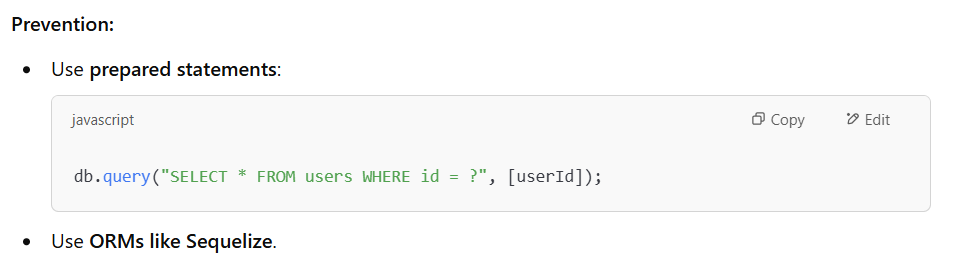 Prevention:
• Use prepared statements:
javascript Copy Edit
db.query("SELECT * FROM users WHERE id = ?", [userId]);
• Use ORMs like Sequelize.